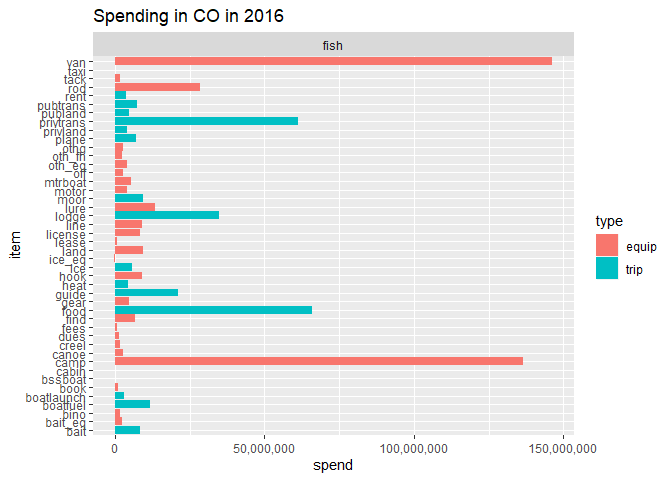 Spending in CO in 2016
fish
van
taxi
tack
rod
rent
pubtrans
publand
privtrans
privland
plane
othg
oth_fff
oth_eq
off
mtrboat
motor
moor
lure
lodge
line
license
lease
land
ice_eq
ice
hook
heat
guide
gear
food
find
fees
dues
creel
canoe
camp
cabin
bssboat
book
boatlaunch
boatfuel
bino
bait_eq
bait
item
0
50,000,000
100,000,000
150,000,000
spend
type
equip
trip